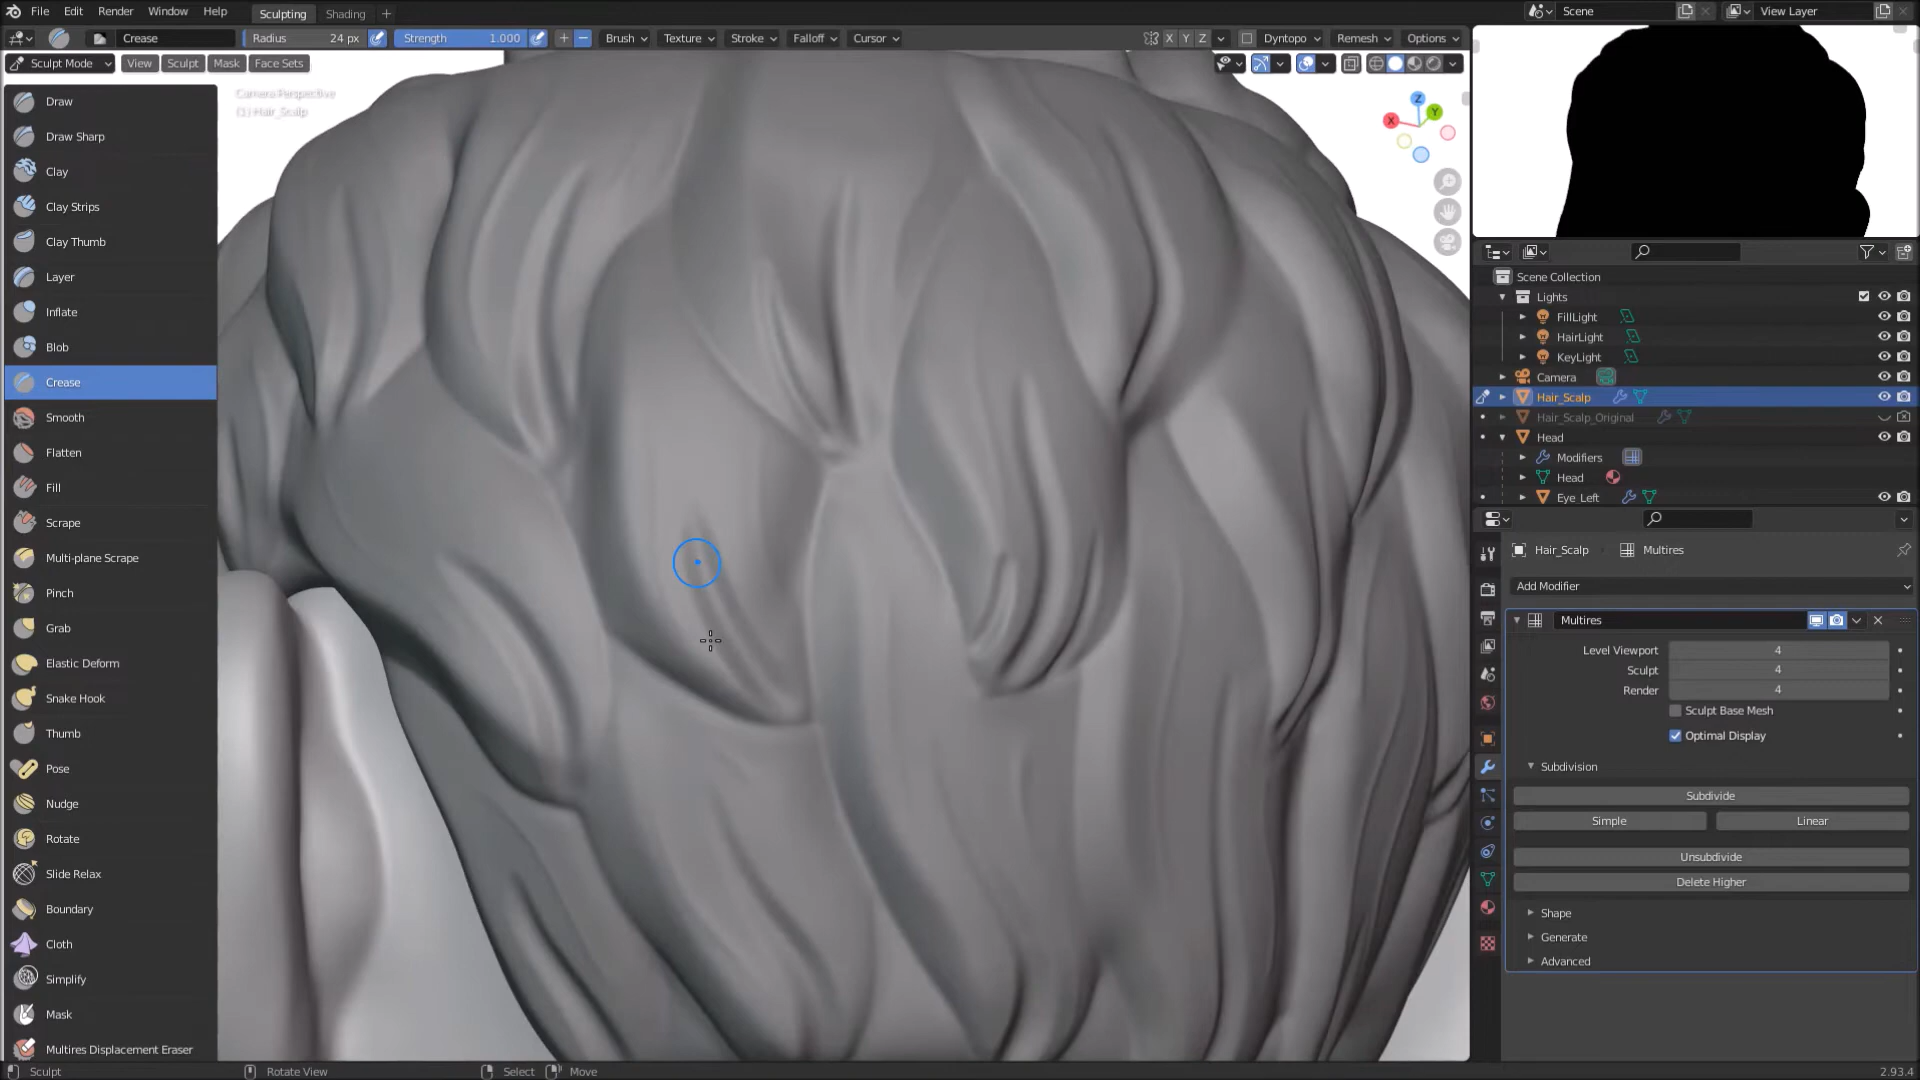 File Edit Render Window Help Sculpting Shading + Scene View Layer
Crease Radius 24 px Strength 1.000 Brush Texture Stroke Falloff Cursor X Y Z Dyntopo Remesh Options
Sculpt Mode View Sculpt Mask Face Sets
Camera Perspective
(1) Hair_Scalp
Z
Y
X
Draw
Draw Sharp
Clay
Clay Strips
Clay Thumb
Layer
Inflate
Blob
Crease
Smooth
Flatten
Fill
Scrape
Multi-plane Scrape
Pinch
Grab
Elastic Deform
Snake Hook
Thumb
Pose
Nudge
Rotate
Slide Relax
Boundary
Cloth
Simplify
Mask
Multires Displacement Eraser
Scene Collection
Lights
FillLight
HairLight
KeyLight
Camera
Hair_Scalp
Hair_Scalp_Original
Head
Modifiers
Head
Eye_Left
Hair_Scalp Multires
Add Modifier
Multires
Level Viewport 4
Sculpt 4
Render 4
Sculpt Base Mesh
Optimal Display
Subdivision
Subdivide
Simple Linear
Unsubdivide
Delete Higher
Shape
Generate
Advanced
Sculpt Rotate View Select Move 2.93.4